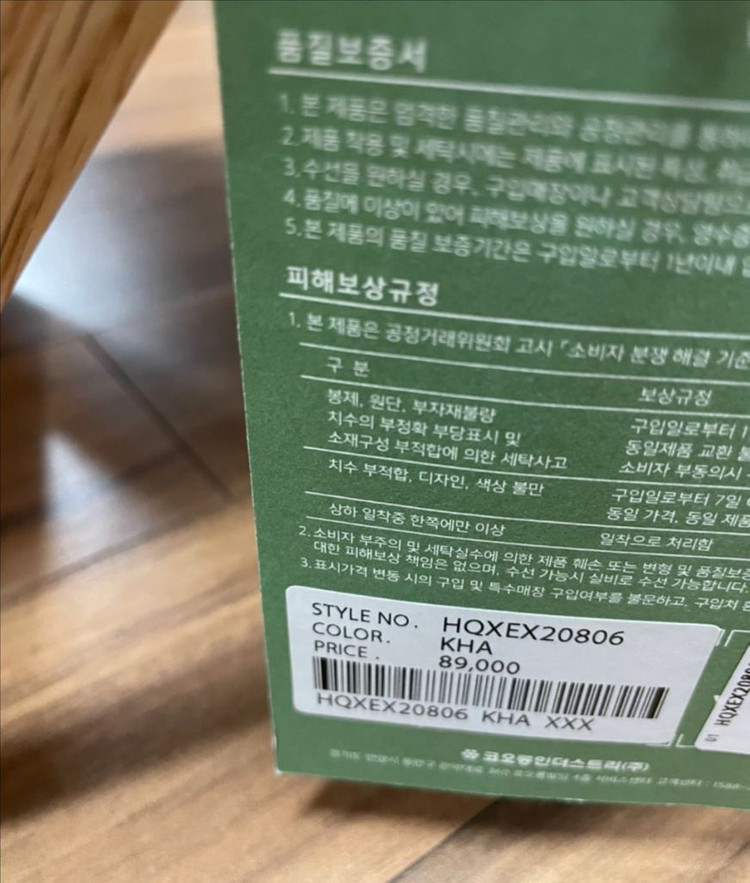 품질보증서
1. 본 제품은 엄격한 품질관리와 공정관리를 통하
2. 제품 착용 및 세탁시에는 제품에 표시된 특성, 취급
3. 수선을 원하실 경우, 구입매장이나 고객상담팀으
4. 품질에 이상이 있어 피해보상을 원하실 경우, 영수증
5. 본 제품의 품질 보증기간은 구입일로부터 1년이내
피해보상규정
1. 본 제품은 공정거래위원회 고시 「소비자 분쟁 해결 기준
구 분 보상규정
봉제, 원단, 부자재불량
치수의 부정확 부당표시 및
소재구성 부적합에 의한 세탁사고
구입일로부터 1
동일제품 교환 불
소비자 부동의시
치수 부적합, 디자인, 색상 불만
구입일로부터 7일
동일 가격, 동일 제품
상하 일착중 한쪽에만 이상 일착으로 처리함
2. 소비자 부주의 및 세탁실수에 의한 제품 훼손 또는 변형 및 품질보증
대한 피해보상 책임은 없으며, 수선 가능시 실비로 수선 가능합니다.
3. 표시가격 변동 시의 구입 및 특수매장 구입여부를 불문하고, 구입처
STYLE NO. HQXEX20806
COLOR. KHA
PRICE. 89,000
HQXEX20806 KHA XXX
01 HQXEX2080
코오롱인더스트리(주)